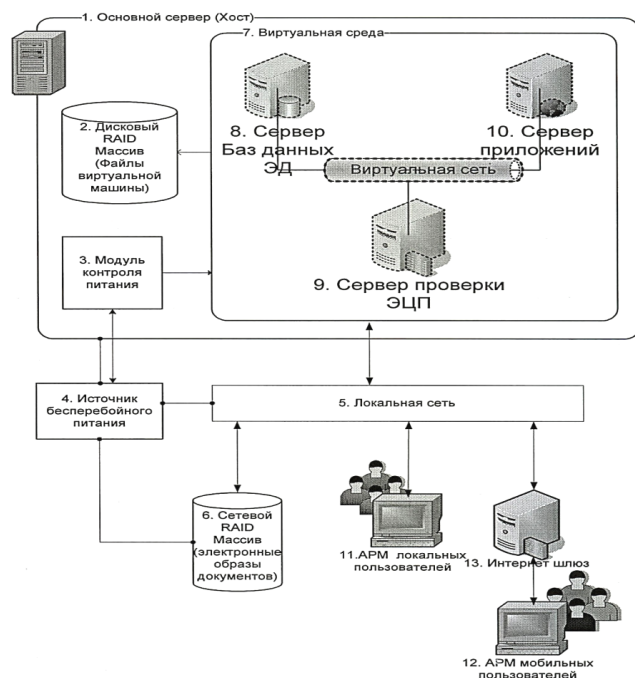 1. Основной сервер (Хост)
7. Виртуальная среда
2. Дисковый
RAID
Массив
(Файлы
виртуальной
машины)
8. Сервер
Баз данных
ЭД
10. Сервер
приложений
Виртуальная сеть
3. Модуль
контроля
питания
9. Сервер проверки
ЭЦП
4. Источник
бесперебойного
питания
5. Локальная сеть
6. Сетевой
RAID
Массив
(электронные
образы
документов)
11.АРМ локальных
пользователей
13. Интернет шлюз
12. АРМ мобильных
пользователей